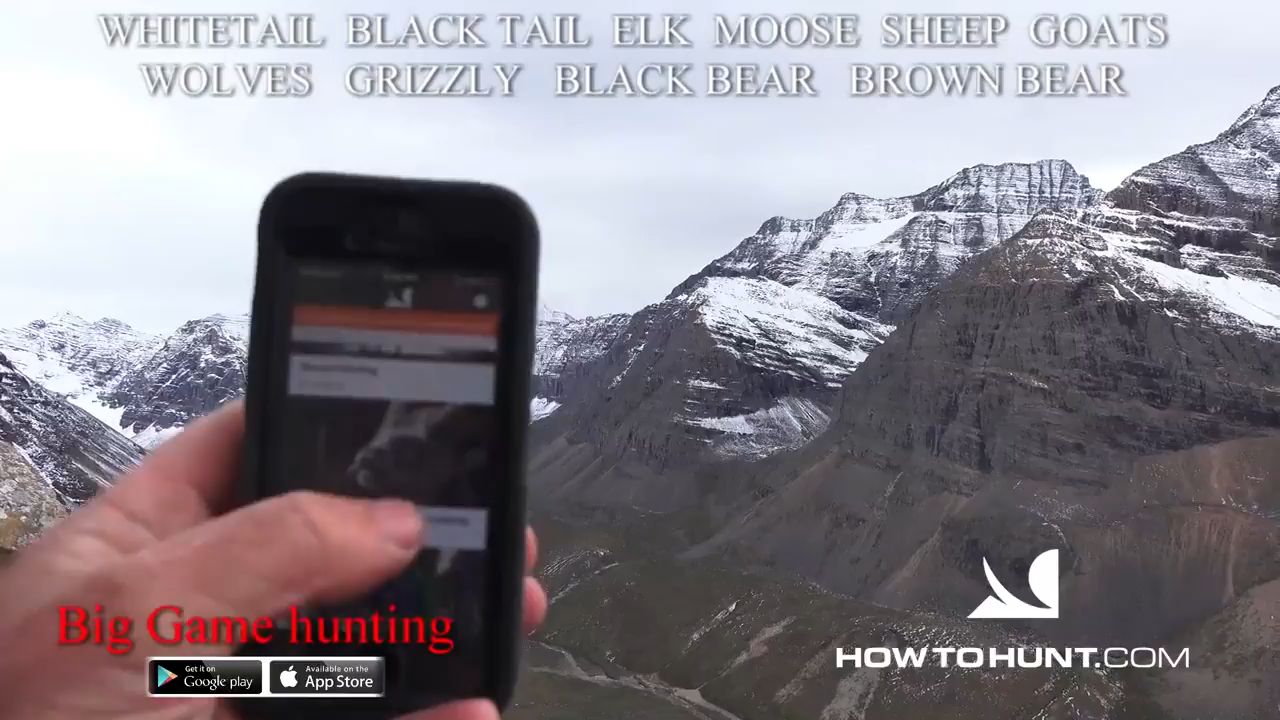 WHITETAIL BLACK TAIL ELK MOOSE SHEEP GOATS
WOLVES GRIZZLY BLACK BEAR BROWN BEAR
Big Game hunting
Get it on
Google play
Available on the
App Store
HOWTOHUNT.COM